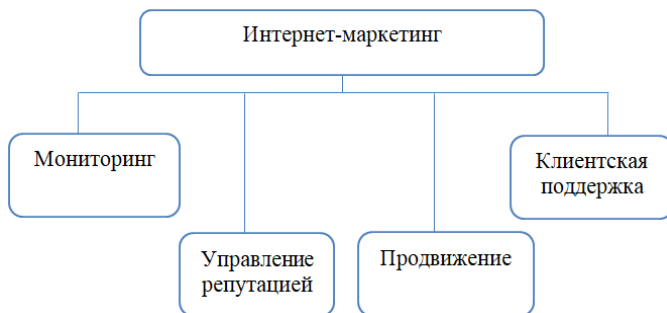 Интернет-маркетинг
Мониторинг
Клиентская
поддержка
Управление
репутацией
Продвижение